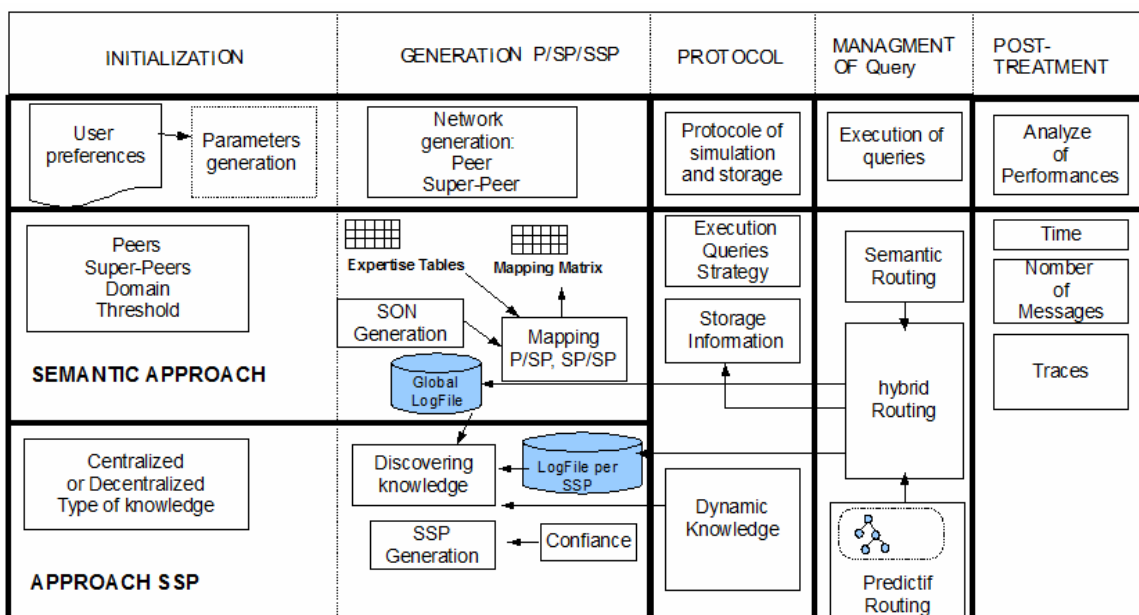 INITIALIZATION
GENERATION P/SP/SSP
PROTOCOL
MANAGMENT
OF Query
POST-
TREATMENT
User
preferences
Parameters
generation
Network
generation:
Peer
Super-Peer
Protocole of
simulation
and storage
Execution of
queries
Analyze
of
Performances
Peers
Super-Peers
Domain
Threshold
SEMANTIC APPROACH
Expertise Tables
Mapping Matrix
SON
Generation
Mapping
P/SP, SP/SP
Global
LogFile
Execution
Queries
Strategy
Storage
Information
Semantic
Routing
hybrid
Routing
Time
Nomber
of
Messages
Traces
Centralized
or Decentralized
Type of knowledge
APPROACH SSP
Discovering
knowledge
LogFile per
SSP
SSP
Generation
Confiance
Dynamic
Knowledge
Predictif
Routing